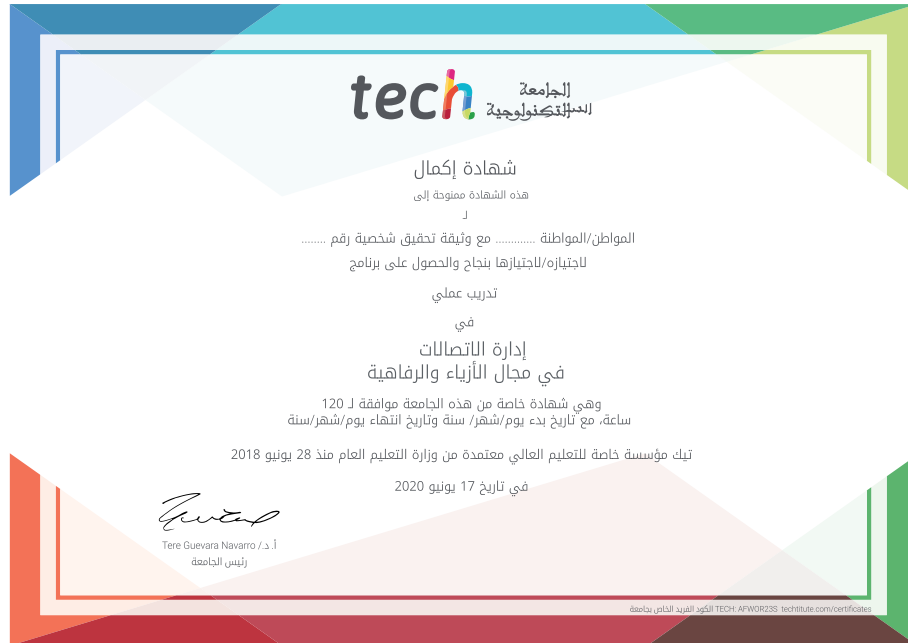 tech الجامعة
التكنولوجية
شهادة إكمال
هذه الشهادة ممنوحة إلى
لـ
المواطن/المواطنة ............ مع وثيقة تحقيق شخصية رقم ........
لاجتيازه/لاجتيازها بنجاح والحصول على برنامج
تدريب عملي
في
إدارة الاتصالات
في مجال الأزياء والرفاهية
وهي شهادة خاصة من هذه الجامعة موافقة لـ 120
ساعة، مع تاريخ بدء يوم/شهر/ سنة وتاريخ انتهاء يوم/شهر/سنة
تيك مؤسسة خاصة للتعليم العالي معتمدة من وزارة التعليم العام منذ 28 يونيو 2018
في تاريخ 17 يونيو 2020
أ. د./ Tere Guevara Navarro
رئيس الجامعة
الكود الفريد الخاص بجامعة TECH: AFWOR23S techtitute.com/certificates